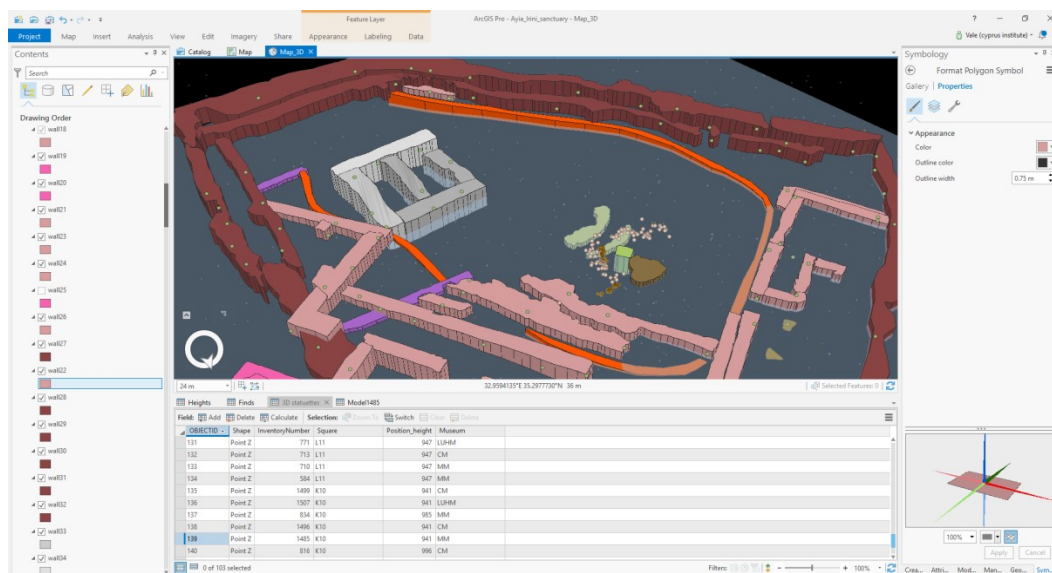 Feature Layer
ArcGIS Pro - Ayia_Irini_sanctuary - Map_3D
Project Map Insert Analysis View Edit Imagery Share Appearance Labeling Data
Vale (cyprus institute)
Contents
Search
Drawing Order
wall18
wall19
wall20
wall21
wall23
wall24
wall25
wall26
wall27
wall22
wall28
wall29
wall30
wall31
wall32
wall33
wall34
Catalog Map Map_3D
24 m
32.9594135°E 35.2977730°N 36 m
Selected Features: 0
Heights Finds 3D statuettes Model1485
Field: Add Delete Calculate Selection: Zoom To Switch Clear Delete
OBJECTID Shape InventoryNumber Square Position_height Museum
131 Point Z 771 L11 947 LUHM
132 Point Z 713 L11 947 CM
133 Point Z 710 L11 947 MM
134 Point Z 584 L11 947 MM
135 Point Z 1499 K10 941 CM
136 Point Z 1507 K10 941 LUHM
137 Point Z 834 K10 985 MM
138 Point Z 1496 K10 941 CM
139 Point Z 1485 K10 941 MM
140 Point Z 816 K10 996 CM
0 of 103 selected
Filters:
100%
Symbology
Format Polygon Symbol
Gallery | Properties
Appearance
Color
Outline color
Outline width 0.75 m
100%
Apply Cancel
Crea... Attri... Mod... Man... Geo... Sym...